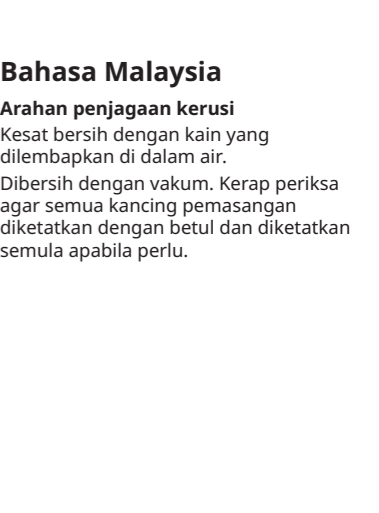 Bahasa Malaysia
Arahan penjagaan kerusi
Kesat bersih dengan kain yang
dilembapkan di dalam air.
Dibersih dengan vakum. Kerap periksa
agar semua kancing pemasangan
diketatkan dengan betul dan diketatkan
semula apabila perlu.